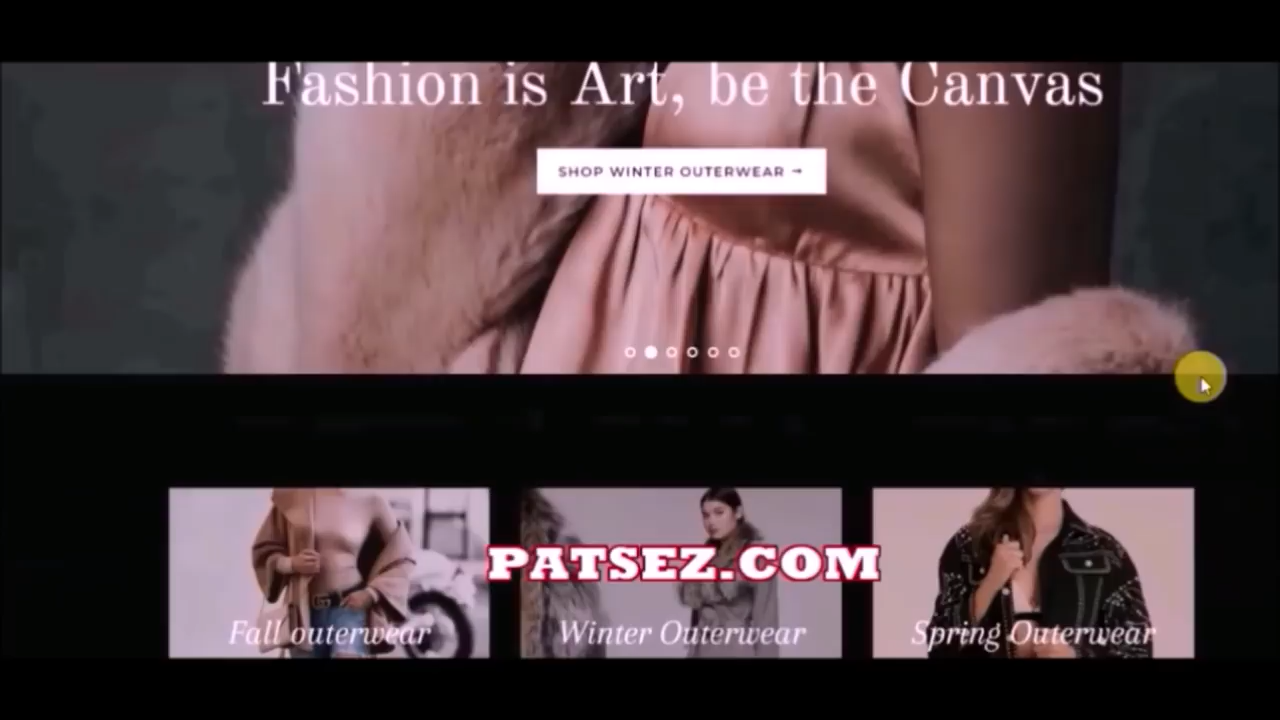 Fashion is Art, be the Canvas
SHOP WINTER OUTERWEAR →
PATSEZ.COM
Fall outerwear
Winter Outerwear
Spring Outerwear